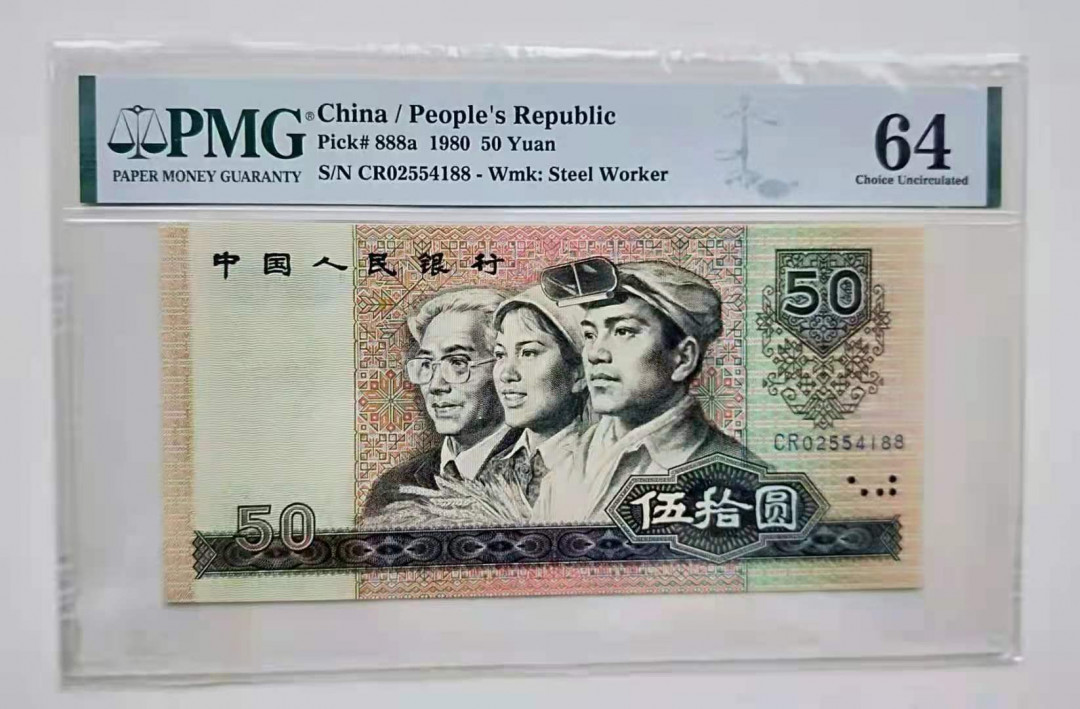 PMG®
PAPER MONEY GUARANTY
China / People's Republic
Pick# 888a 1980 50 Yuan
S/N CR02554188 - Wmk: Steel Worker
64
Choice Uncirculated
中国人民银行
50
CR02554188
50
伍拾圆